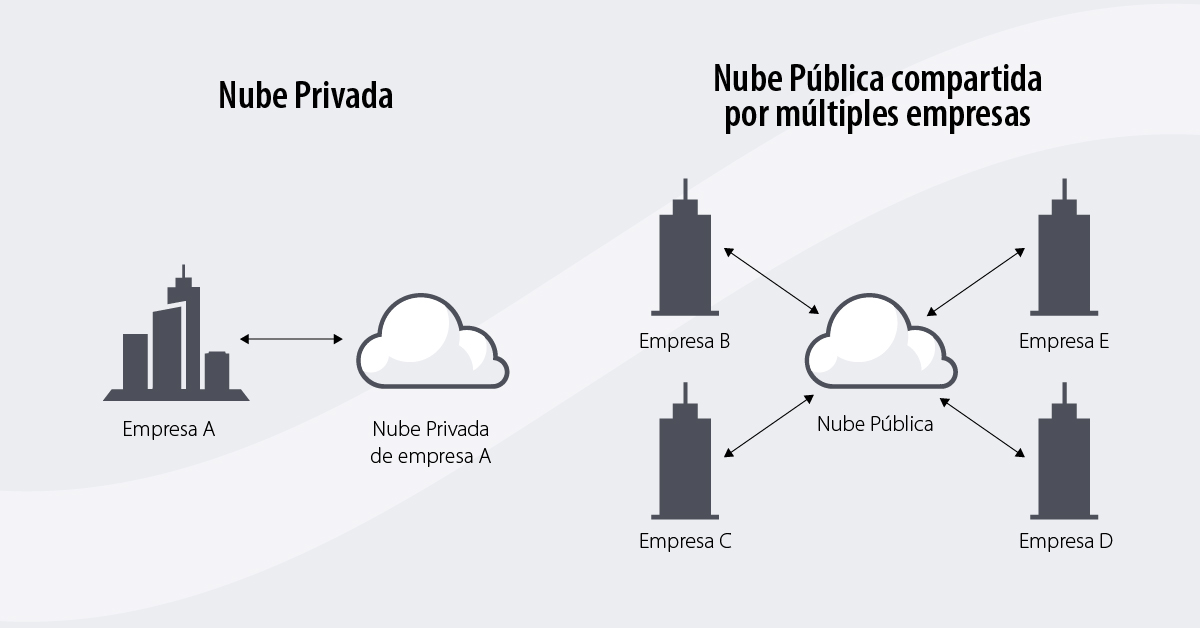 Nube Privada
Empresa A
Nube Privada
de empresa A
Nube Pública compartida
por múltiples empresas
Empresa B
Empresa E
Nube Pública
Empresa C
Empresa D